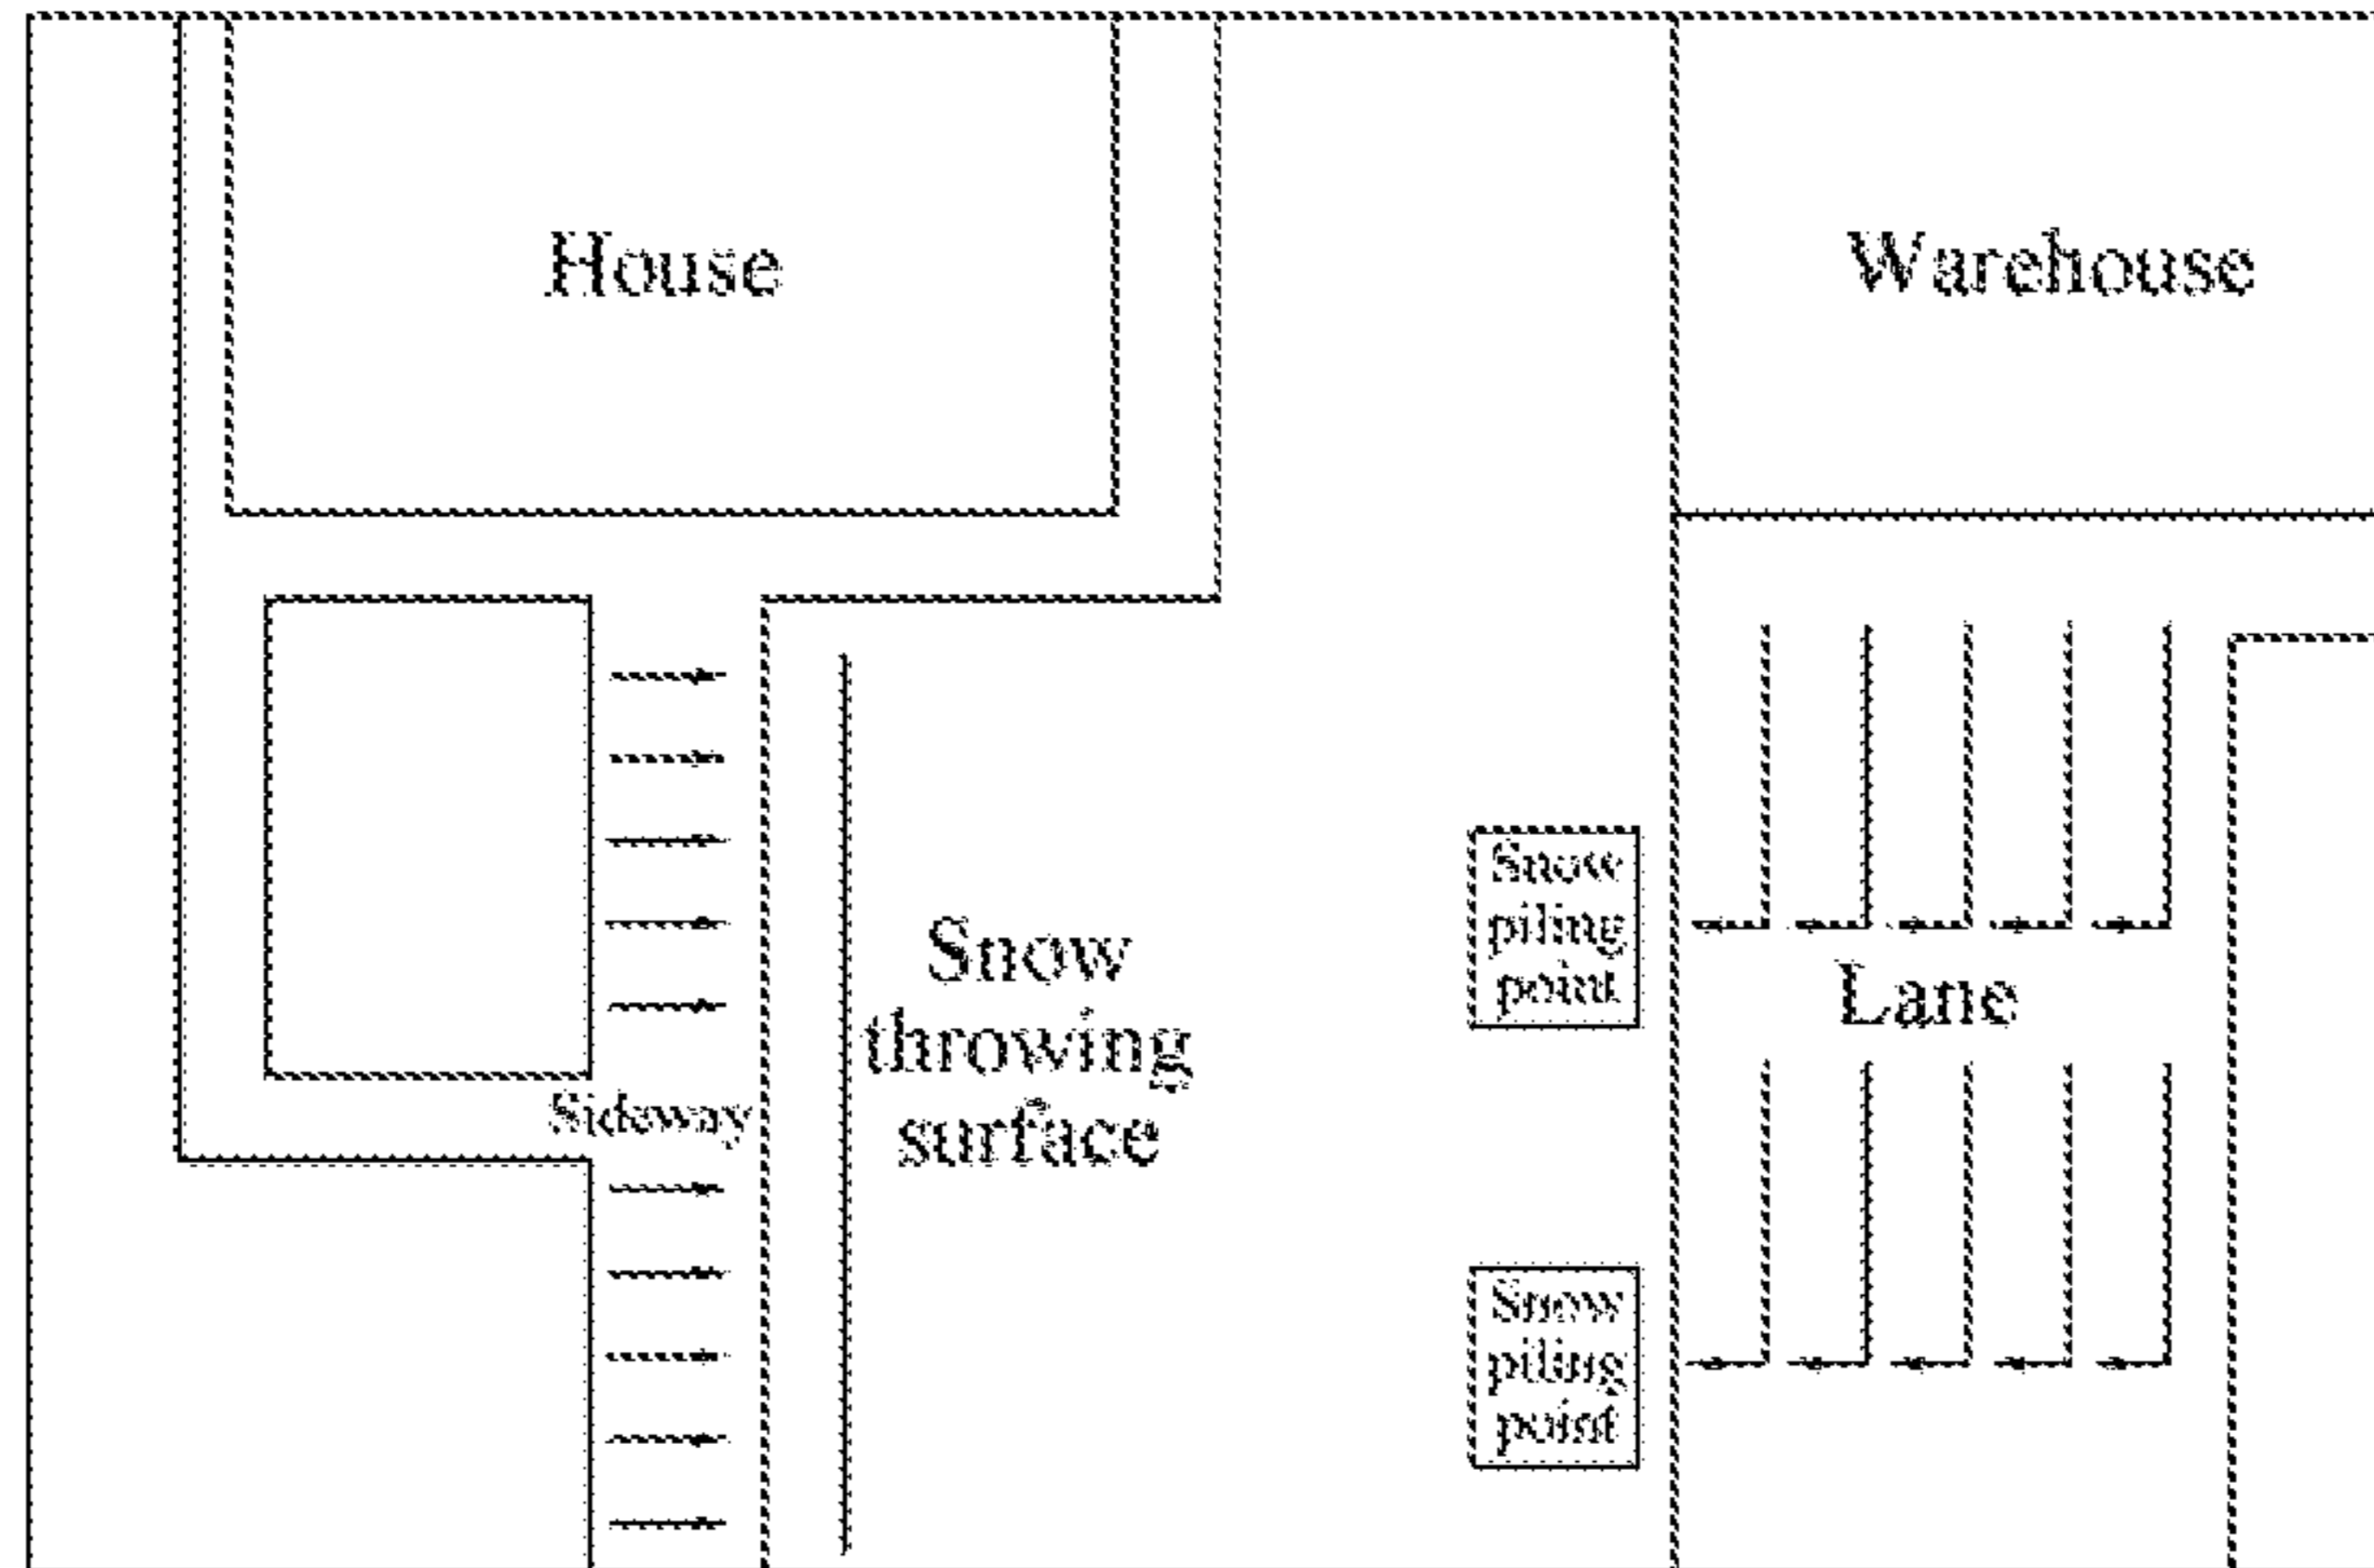 House
Warehouse
Snow
throwing
surface
Sideway
Snow
piling
point
Lane
Snow
piling
point